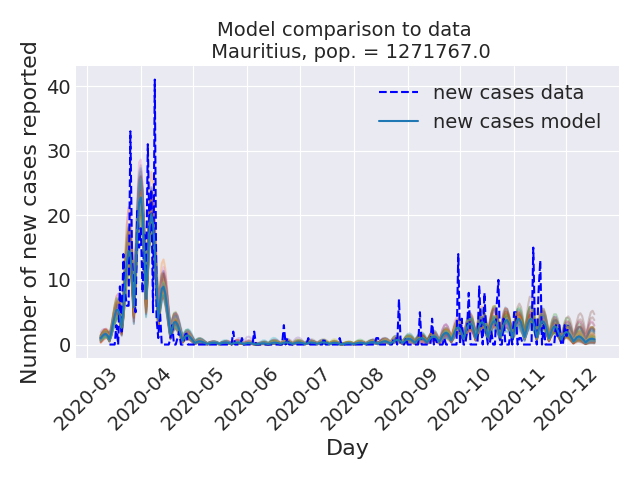 Model comparison to data
Mauritius, pop. = 1271767.0
Number of new cases reported
40
30
20
10
0
new cases data
new cases model
2020-03
2020-04
2020-05
2020-06
2020-07
2020-08
2020-09
2020-10
2020-11
2020-12
Day